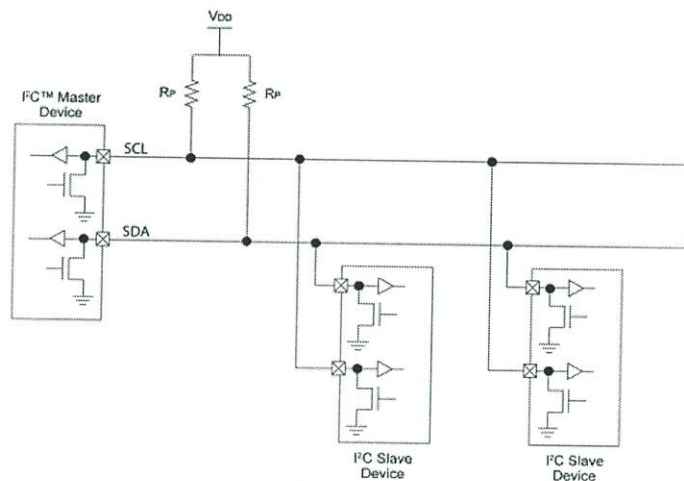 VDD
RP
RP
I²C™ Master
Device
SCL
SDA
I²C Slave
Device
I²C Slave
Device